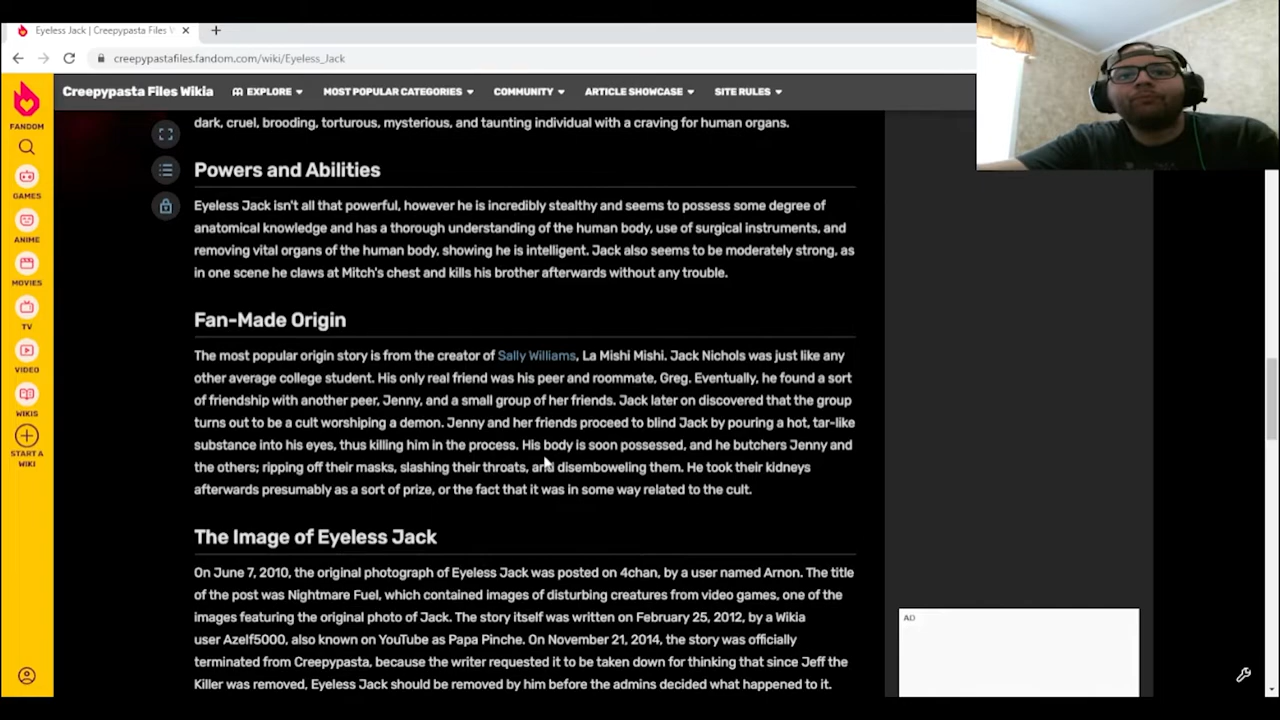 Eyeless Jack | Creepypasta Files W
creepypastafiles.fandom.com/wiki/Eyeless_Jack
FANDOM
GAMES
ANIME
MOVIES
TV
VIDEO
WIKIS
START A
WIKI
Creepypasta Files Wikia
EXPLORE
MOST POPULAR CATEGORIES
COMMUNITY
ARTICLE SHOWCASE
SITE RULES
dark, cruel, brooding, torturous, mysterious, and taunting individual with a craving for human organs.
Powers and Abilities
Eyeless Jack isn't all that powerful, however he is incredibly stealthy and seems to possess some degree of
anatomical knowledge and has a thorough understanding of the human body, use of surgical instruments, and
removing vital organs of the human body, showing he is intelligent. Jack also seems to be moderately strong, as
in one scene he claws at Mitch's chest and kills his brother afterwards without any trouble.
Fan-Made Origin
The most popular origin story is from the creator of Sally Williams, La Mishi Mishi. Jack Nichols was just like any
other average college student. His only real friend was his peer and roommate, Greg. Eventually, he found a sort
of friendship with another peer, Jenny, and a small group of her friends. Jack later on discovered that the group
turns out to be a cult worshiping a demon. Jenny and her friends proceed to blind Jack by pouring a hot, tar-like
substance into his eyes, thus killing him in the process. His body is soon possessed, and he butchers Jenny and
the others; ripping off their masks, slashing their throats, and disemboweling them. He took their kidneys
afterwards presumably as a sort of prize, or the fact that it was in some way related to the cult.
The Image of Eyeless Jack
On June 7, 2010, the original photograph of Eyeless Jack was posted on 4chan, by a user named Arnon. The title
of the post was Nightmare Fuel, which contained images of disturbing creatures from video games, one of the
images featuring the original photo of Jack. The story itself was written on February 25, 2012, by a Wikia
user Azelf5000, also known on YouTube as Papa Pinche. On November 21, 2014, the story was officially
terminated from Creepypasta, because the writer requested it to be taken down for thinking that since Jeff the
Killer was removed, Eyeless Jack should be removed by him before the admins decided what happened to it.
AD